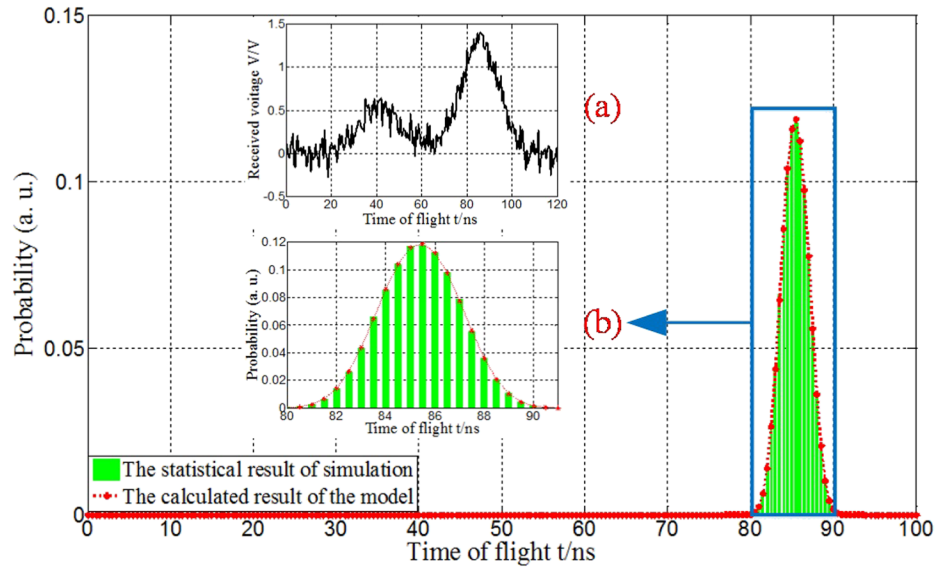 1.5
1.0
0.5
0
-0.5
Received voitage V/V
0 20 40 60 80 100 120
Time of flight t/ns
(a)
0.12
0.10
0.08
0.06
0.04
0.02
0
Probability (a. u.)
80 82 84 86 88 90
Time of flight t/ns
(b)
0.1
0.05
0
Probability (a. u.)
The statistical result of simulation
The calculated result of the model
0 10 20 30 40 50 60 70 80 90 100
Time of flight t/ns